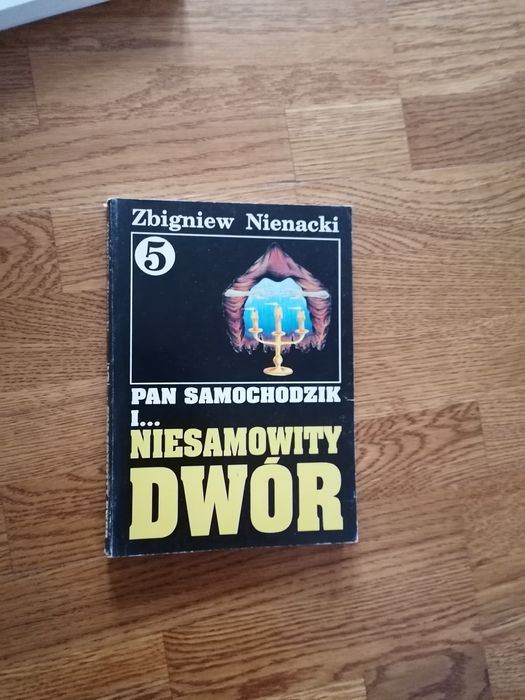 Zbigniew Nienacki
5
PAN SAMOCHODZIK
I...
NIESAMOWITY
DWÓR